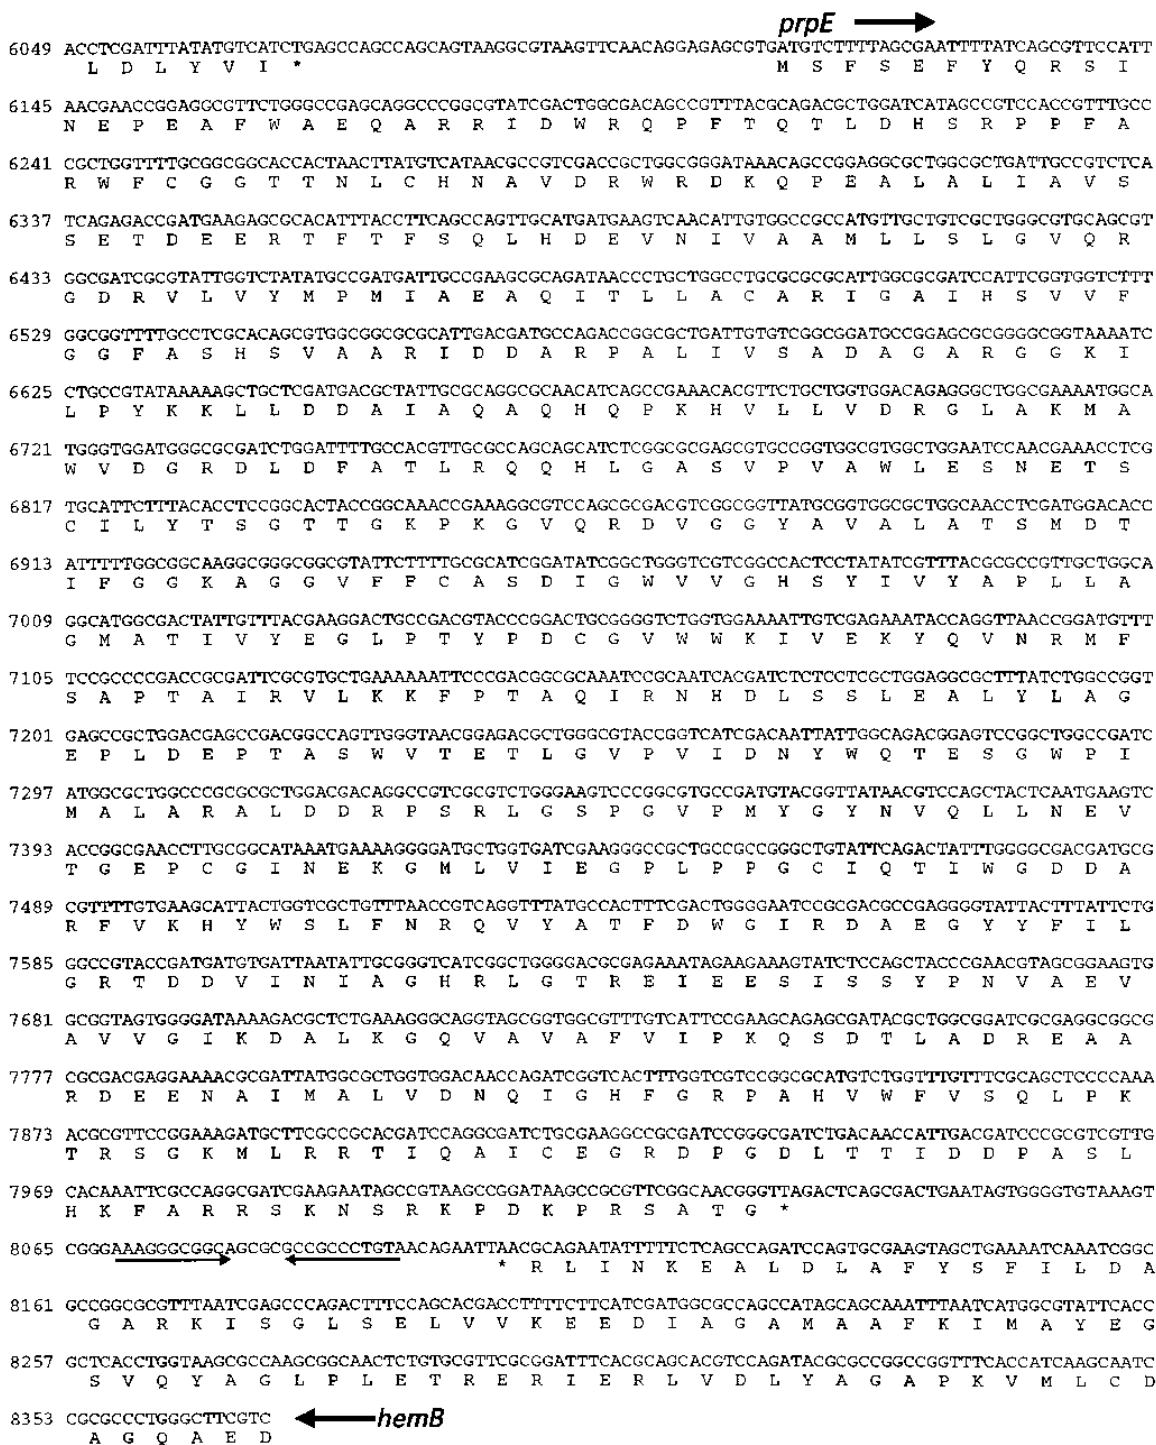 prpE
6049 ACCTCGATTTATATGTCATCTGAGCCAGCCAGCAGTAAGGCGTAAGTTCAACAGGAGAGCGTGATGTCTTTTAGCGAATTTTATCAGCGTTCCATT
L D L Y V I * M S F S E F Y Q R S I
6145 AACGAACCGGAGGCGTTCTGGGCCGAGCAGGCCCGGCGTATCGACTGGCGACAGCCGTTTACGCAGACGCTGGATCATAGCCGTCCACCGTTTGCC
N E P E A F W A E Q A R R I D W R Q P F T Q T L D H S R P P F A
6241 CGCTGGTTTTGCGGCGGCACCACTAACTTATGTCATAACGCCGTCGACCGCTGGCGGGATAAACAGCCGGAGGCGCTGGCGCTGATTGCCGTCTCA
R W F C G G T T N L C H N A V D R W R D K Q P E A L A L I A V S
6337 TCAGAGACCGATGAAGAGCGCACATTTACCTTCAGCCAGTTGCATGATGAAGTCAACATTGTGGCCGCCATGTTGCTGTCGCTGGGCGTGCAGCGT
S E T D E E R T F T F S Q L H D E V N I V A A M L L S L G V Q R
6433 GGCGATCGCGTATTGGTCTATATGCCGATGATTGCCGAAGCGCAGATAACCCTGCTGGCCTGCGCGCGCATTGGCGCGATCCATTCGGTGGTCTTT
G D R V L V Y M P M I A E A Q I T L L A C A R I G A I H S V V F
6529 GGCGGTTTTGCCTCGCACAGCGTGGCGGCGCGCATTGACGATGCCAGACCGGCGCTGATTGTGTCGGCGGATGCCGGAGCGCGGGGCGGTAAAATC
G G F A S H S V A A R I D D A R P A L I V S A D A G A R G G K I
6625 CTGCCGTATAAAAAGCTGCTCGATGACGCTATTGCGCAGGCGCAACATCAGCCGAAACACGTTCTGCTGGTGGACAGAGGGCTGGCGAAAATGGCA
L P Y K K L L D D A I A Q A Q H Q P K H V L L V D R G L A K M A
6721 TGGGTGGATGGGCGCGATCTGGATTTTGCCACGTTGCGCCAGCAGCATCTCGGCGCGAGCGTGCCGGTGGCGTGGCTGGAATCCAACGAAACCTCG
W V D G R D L D F A T L R Q Q H L G A S V P V A W L E S N E T S
6817 TGCATTCTTTACACCTCCGGCACTACCGGCAAACCGAAAGGCGTCCAGCGCGACGTCGGCGGTTATGCGGTGGCGCTGGCAACCTCGATGGACACC
C I L Y T S G T T G K P K G V Q R D V G G Y A V A L A T S M D T
6913 ATTTTTGGCGGCAAGGCGGGCGGCGTATTCTTTTGCGCATCGGATATCGGCTGGGTCGTCGGCCACTCCTATATCGTTTACGCGCCGTTGCTGGCA
I F G G K A G G V F F C A S D I G W V V G H S Y I V Y A P L L A
7009 GGCATGGCGACTATTGTTTACGAAGGACTGCCGACGTACCCGGACTGCGGGGTCTGGTGGAAAATTGTCGAGAAATACCAGGTTAACCGGATGTTT
G M A T I V Y E G L P T Y P D C G V W W K I V E K Y Q V N R M F
7105 TCCGCCCCGACCGCGATTCGCGTGCTGAAAAAATTCCCGACGGCGCAAATCCGCAATCACGATCTCTCCTCGCTGGAGGCGCTTTATCTGGCCGGT
S A P T A I R V L K K F P T A Q I R N H D L S S L E A L Y L A G
7201 GAGCCGCTGGACGAGCCGACGGCCAGTTGGGTAACGGAGACGCTGGGCGTACCGGTCATCGACAATTATTGGCAGACGGAGTCCGGCTGGCCGATC
E P L D E P T A S W V T E T L G V P V I D N Y W Q T E S G W P I
7297 ATGGCGCTGGCCCGCGCGCTGGACGACAGGCCGTCGCGTCTGGGAAGTCCCGGCGTGCCGATGTACGGTTATAACGTCCAGCTACTCAATGAAGTC
M A L A R A L D D R P S R L G S P G V P M Y G Y N V Q L L N E V
7393 ACCGGCGAACCTTGCGGCATAAATGAAAAGGGGATGCTGGTGATCGAAGGGCCGCTGCCGCCGGGCTGTATTCAGACTATTTGGGGCGACGATGCG
T G E P C G I N E K G M L V I E G P L P P G C I Q T I W G D D A
7489 CGTTTTGTGAAGCATTACTGGTCGCTGTTTAACCGTCAGGTTTATGCCACTTTCGACTGGGGAATCCGCGACGCCGAGGGGTATTACTTTATTCTG
R F V K H Y W S L F N R Q V Y A T F D W G I R D A E G Y Y F I L
7585 GGCCGTACCGATGATGTGATTAATATTGCGGGTCATCGGCTGGGGACGCGAGAAATAGAAGAAAGTATCTCCAGCTACCCGAACGTAGCGGAAGTG
G R T D D V I N I A G H R L G T R E I E E S I S S Y P N V A E V
7681 GCGGTAGTGGGGATAAAAGACGCTCTGAAAGGGCAGGTAGCGGTGGCGTTTGTCATTCCGAAGCAGAGCGATACGCTGGCGGATCGCGAGGCGGCG
A V V G I K D A L K G Q V A V A F V I P K Q S D T L A D R E A A
7777 CGCGACGAGGAAAACGCGATTATGGCGCTGGTGGACAACCAGATCGGTCACTTTGGTCGTCCGGCGCATGTCTGGTTTGTTTCGCAGCTCCCCAAA
R D E E N A I M A L V D N Q I G H F G R P A H V W F V S Q L P K
7873 ACGCGTTCCGGAAAGATGCTTCGCCGCACGATCCAGGCGATCTGCGAAGGCCGCGATCCGGGCGATCTGACAACCATTGACGATCCCGCGTCGTTG
T R S G K M L R R T I Q A I C E G R D P G D L T T I D D P A S L
7969 CACAAATTCGCCAGGCGATCGAAGAATAGCCGTAAGCCGGATAAGCCGCGTTCGGCAACGGGTTAGACTCAGCGACTGAATAGTGGGGTGTAAAGT
H K F A R R S K N S R K P D K P R S A T G *
8065 CGGGAAAGGGCGGCAGCGCGCCGCCCTGTAACAGAATTAACGCAGAATATTTTTCTCAGCCAGATCCAGTGCGAAGTAGCTGAAAATCAAATCGGC
* R L I N K E A L D L A F Y S F I L D A
8161 GCCGGCGCGTTTAATCGAGCCCAGACTTTCCAGCACGACCTTTTCTTCATCGATGGCGCCAGCCATAGCAGCAAATTTAATCATGGCGTATTCACC
G A R K I S G L S E L V V K E E D I A G A M A A F K I M A Y E G
8257 GCTCACCTGGTAAGCGCCAAGCGGCAACTCTGTGCGTTCGCGGATTTCACGCAGCACGTCCAGATACGCGCCGGCCGGTTTCACCATCAAGCAATC
S V Q Y A G L P L E T R E R I E R L V D L Y A G A P K V M L C D
8353 CGCGCCCTGGGCTTCGTC hemB
A G Q A E D